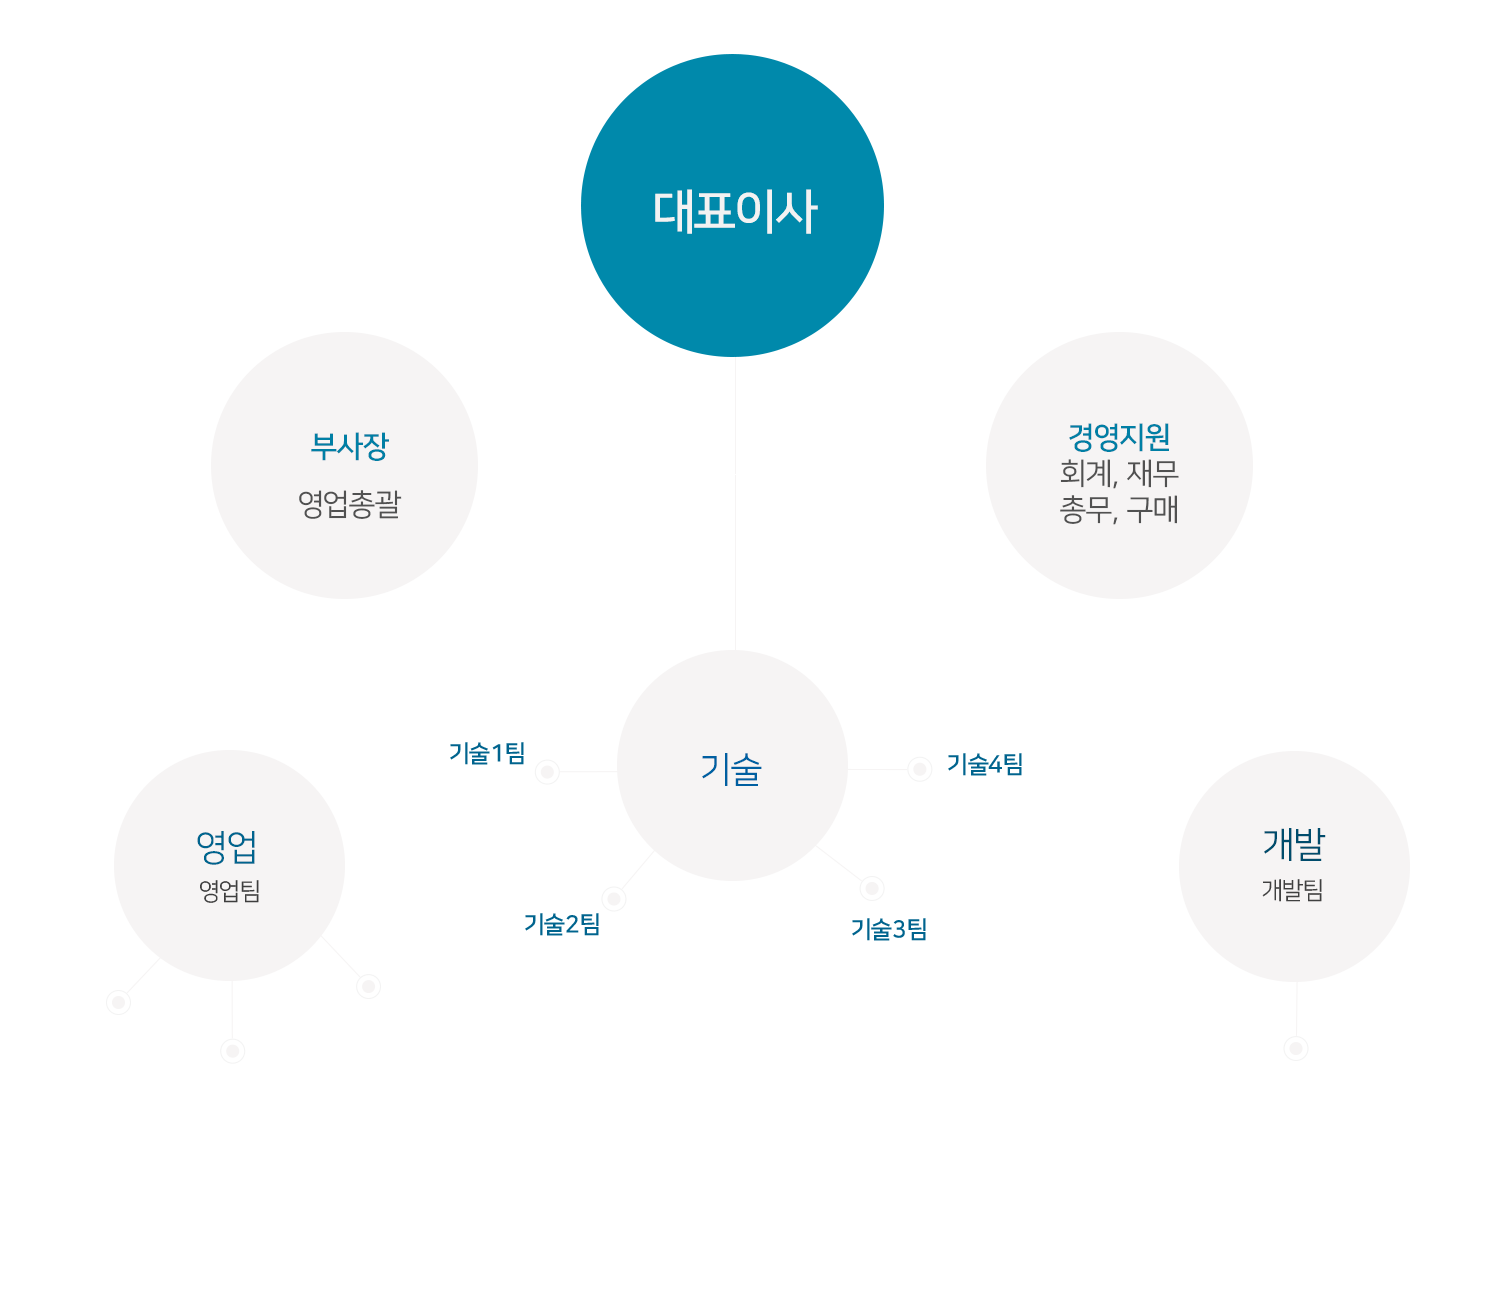 대표이사
부사장
영업총괄
경영지원
회계, 재무
총무, 구매
기술
기술1팀
기술2팀
기술3팀
기술4팀
영업
영업팀
개발
개발팀